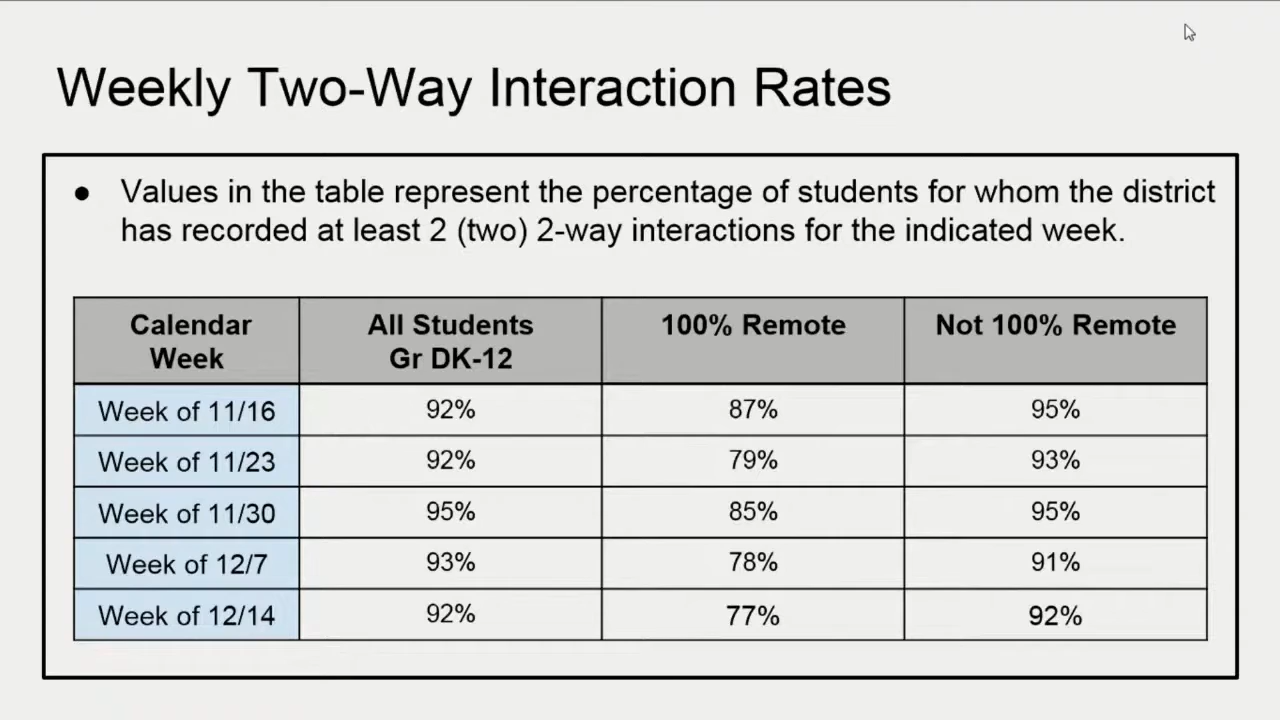 Weekly Two-Way Interaction Rates
● Values in the table represent the percentage of students for whom the district
has recorded at least 2 (two) 2-way interactions for the indicated week.
Calendar Week | All Students Gr DK-12 | 100% Remote | Not 100% Remote
Week of 11/16 | 92% | 87% | 95%
Week of 11/23 | 92% | 79% | 93%
Week of 11/30 | 95% | 85% | 95%
Week of 12/7 | 93% | 78% | 91%
Week of 12/14 | 92% | 77% | 92%